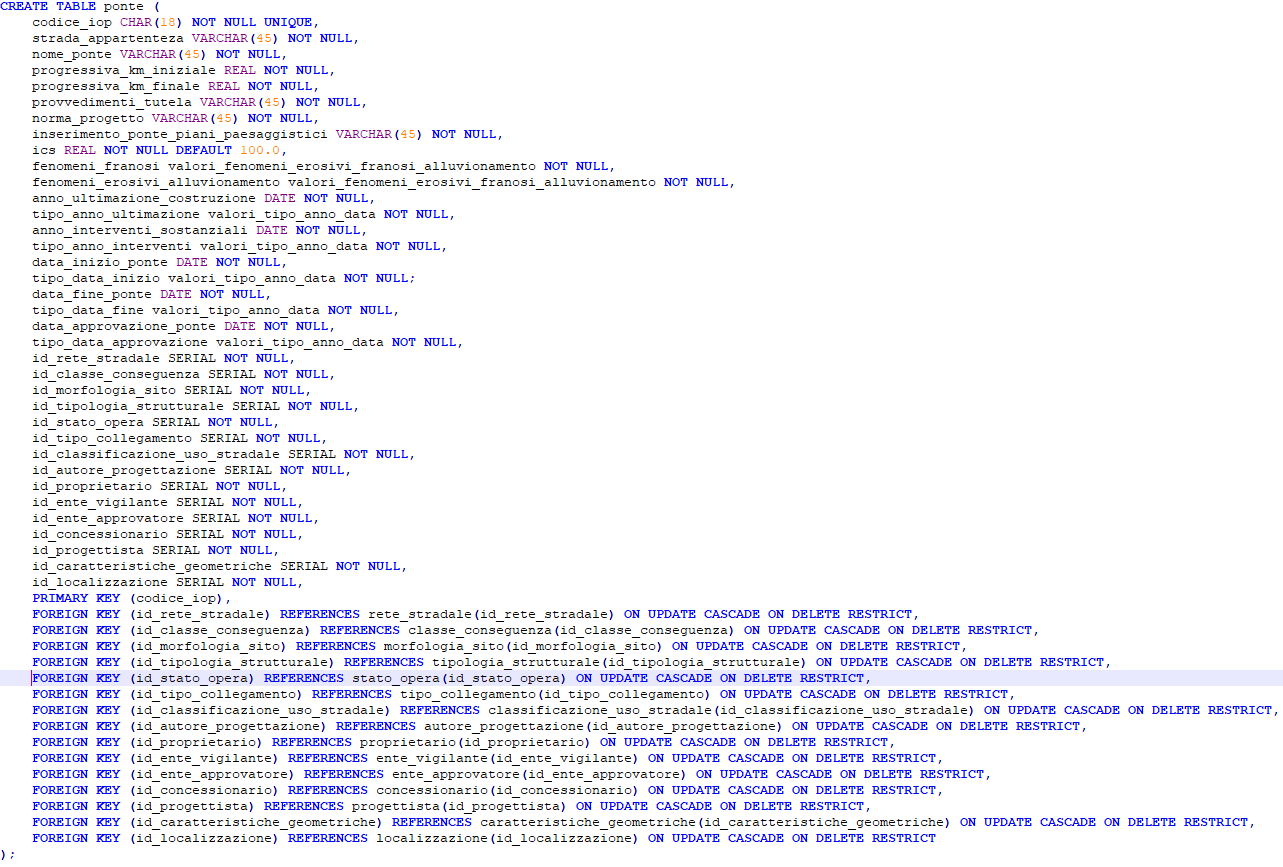 CREATE TABLE ponte (
    codice_iop CHAR(18) NOT NULL UNIQUE,
    strada_appartenteza VARCHAR(45) NOT NULL,
    nome_ponte VARCHAR(45) NOT NULL,
    progressiva_km_iniziale REAL NOT NULL,
    progressiva_km_finale REAL NOT NULL,
    provvedimenti_tutela VARCHAR(45) NOT NULL,
    norma_progetto VARCHAR(45) NOT NULL,
    inserimento_ponte_piani_paesaggistici VARCHAR(45) NOT NULL,
    ics REAL NOT NULL DEFAULT 100.0,
    fenomeni_franosi valori_fenomeni_erosivi_franosi_alluvionamento NOT NULL,
    fenomeni_erosivi_alluvionamento valori_fenomeni_erosivi_franosi_alluvionamento NOT NULL,
    anno_ultimazione_costruzione DATE NOT NULL,
    tipo_anno_ultimazione valori_tipo_anno_data NOT NULL,
    anno_interventi_sostanziali DATE NOT NULL,
    tipo_anno_interventi valori_tipo_anno_data NOT NULL,
    data_inizio_ponte DATE NOT NULL,
    tipo_data_inizio valori_tipo_anno_data NOT NULL;
    data_fine_ponte DATE NOT NULL,
    tipo_data_fine valori_tipo_anno_data NOT NULL,
    data_approvazione_ponte DATE NOT NULL,
    tipo_data_approvazione valori_tipo_anno_data NOT NULL,
    id_rete_stradale SERIAL NOT NULL,
    id_classe_conseguenza SERIAL NOT NULL,
    id_morfologia_sito SERIAL NOT NULL,
    id_tipologia_strutturale SERIAL NOT NULL,
    id_stato_opera SERIAL NOT NULL,
    id_tipo_collegamento SERIAL NOT NULL,
    id_classificazione_uso_stradale SERIAL NOT NULL,
    id_autore_progettazione SERIAL NOT NULL,
    id_proprietario SERIAL NOT NULL,
    id_ente_vigilante SERIAL NOT NULL,
    id_ente_approvatore SERIAL NOT NULL,
    id_concessionario SERIAL NOT NULL,
    id_progettista SERIAL NOT NULL,
    id_caratteristiche_geometriche SERIAL NOT NULL,
    id_localizzazione SERIAL NOT NULL,
    PRIMARY KEY (codice_iop),
    FOREIGN KEY (id_rete_stradale) REFERENCES rete_stradale(id_rete_stradale) ON UPDATE CASCADE ON DELETE RESTRICT,
    FOREIGN KEY (id_classe_conseguenza) REFERENCES classe_conseguenza(id_classe_conseguenza) ON UPDATE CASCADE ON DELETE RESTRICT,
    FOREIGN KEY (id_morfologia_sito) REFERENCES morfologia_sito(id_morfologia_sito) ON UPDATE CASCADE ON DELETE RESTRICT,
    FOREIGN KEY (id_tipologia_strutturale) REFERENCES tipologia_strutturale(id_tipologia_strutturale) ON UPDATE CASCADE ON DELETE RESTRICT,
    FOREIGN KEY (id_stato_opera) REFERENCES stato_opera(id_stato_opera) ON UPDATE CASCADE ON DELETE RESTRICT,
    FOREIGN KEY (id_tipo_collegamento) REFERENCES tipo_collegamento(id_tipo_collegamento) ON UPDATE CASCADE ON DELETE RESTRICT,
    FOREIGN KEY (id_classificazione_uso_stradale) REFERENCES classificazione_uso_stradale(id_classificazione_uso_stradale) ON UPDATE CASCADE ON DELETE RESTRICT,
    FOREIGN KEY (id_autore_progettazione) REFERENCES autore_progettazione(id_autore_progettazione) ON UPDATE CASCADE ON DELETE RESTRICT,
    FOREIGN KEY (id_proprietario) REFERENCES proprietario(id_proprietario) ON UPDATE CASCADE ON DELETE RESTRICT,
    FOREIGN KEY (id_ente_vigilante) REFERENCES ente_vigilante(id_ente_vigilante) ON UPDATE CASCADE ON DELETE RESTRICT,
    FOREIGN KEY (id_ente_approvatore) REFERENCES ente_approvatore(id_ente_approvatore) ON UPDATE CASCADE ON DELETE RESTRICT,
    FOREIGN KEY (id_concessionario) REFERENCES concessionario(id_concessionario) ON UPDATE CASCADE ON DELETE RESTRICT,
    FOREIGN KEY (id_progettista) REFERENCES progettista(id_progettista) ON UPDATE CASCADE ON DELETE RESTRICT,
    FOREIGN KEY (id_caratteristiche_geometriche) REFERENCES caratteristiche_geometriche(id_caratteristiche_geometriche) ON UPDATE CASCADE ON DELETE RESTRICT,
    FOREIGN KEY (id_localizzazione) REFERENCES localizzazione(id_localizzazione) ON UPDATE CASCADE ON DELETE RESTRICT
);